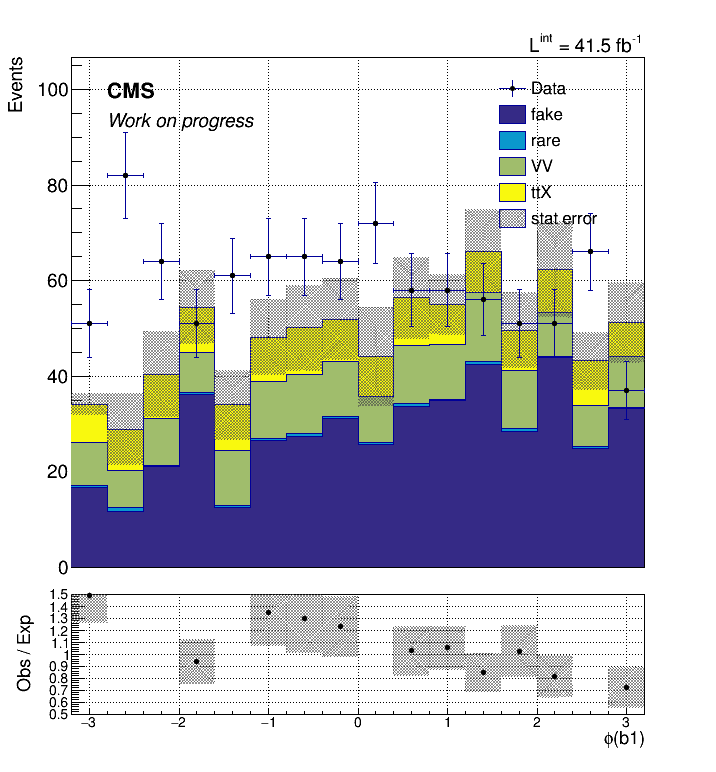 L^int = 41.5 fb^-1
Events
CMS
Work on progress
Data
fake
rare
VV
ttX
stat error
100
80
60
40
20
0
Obs / Exp
1.5
1.4
1.3
1.2
1.1
1
0.9
0.8
0.7
0.6
0.5
−3 −2 −1 0 1 2 3
ϕ(b1)